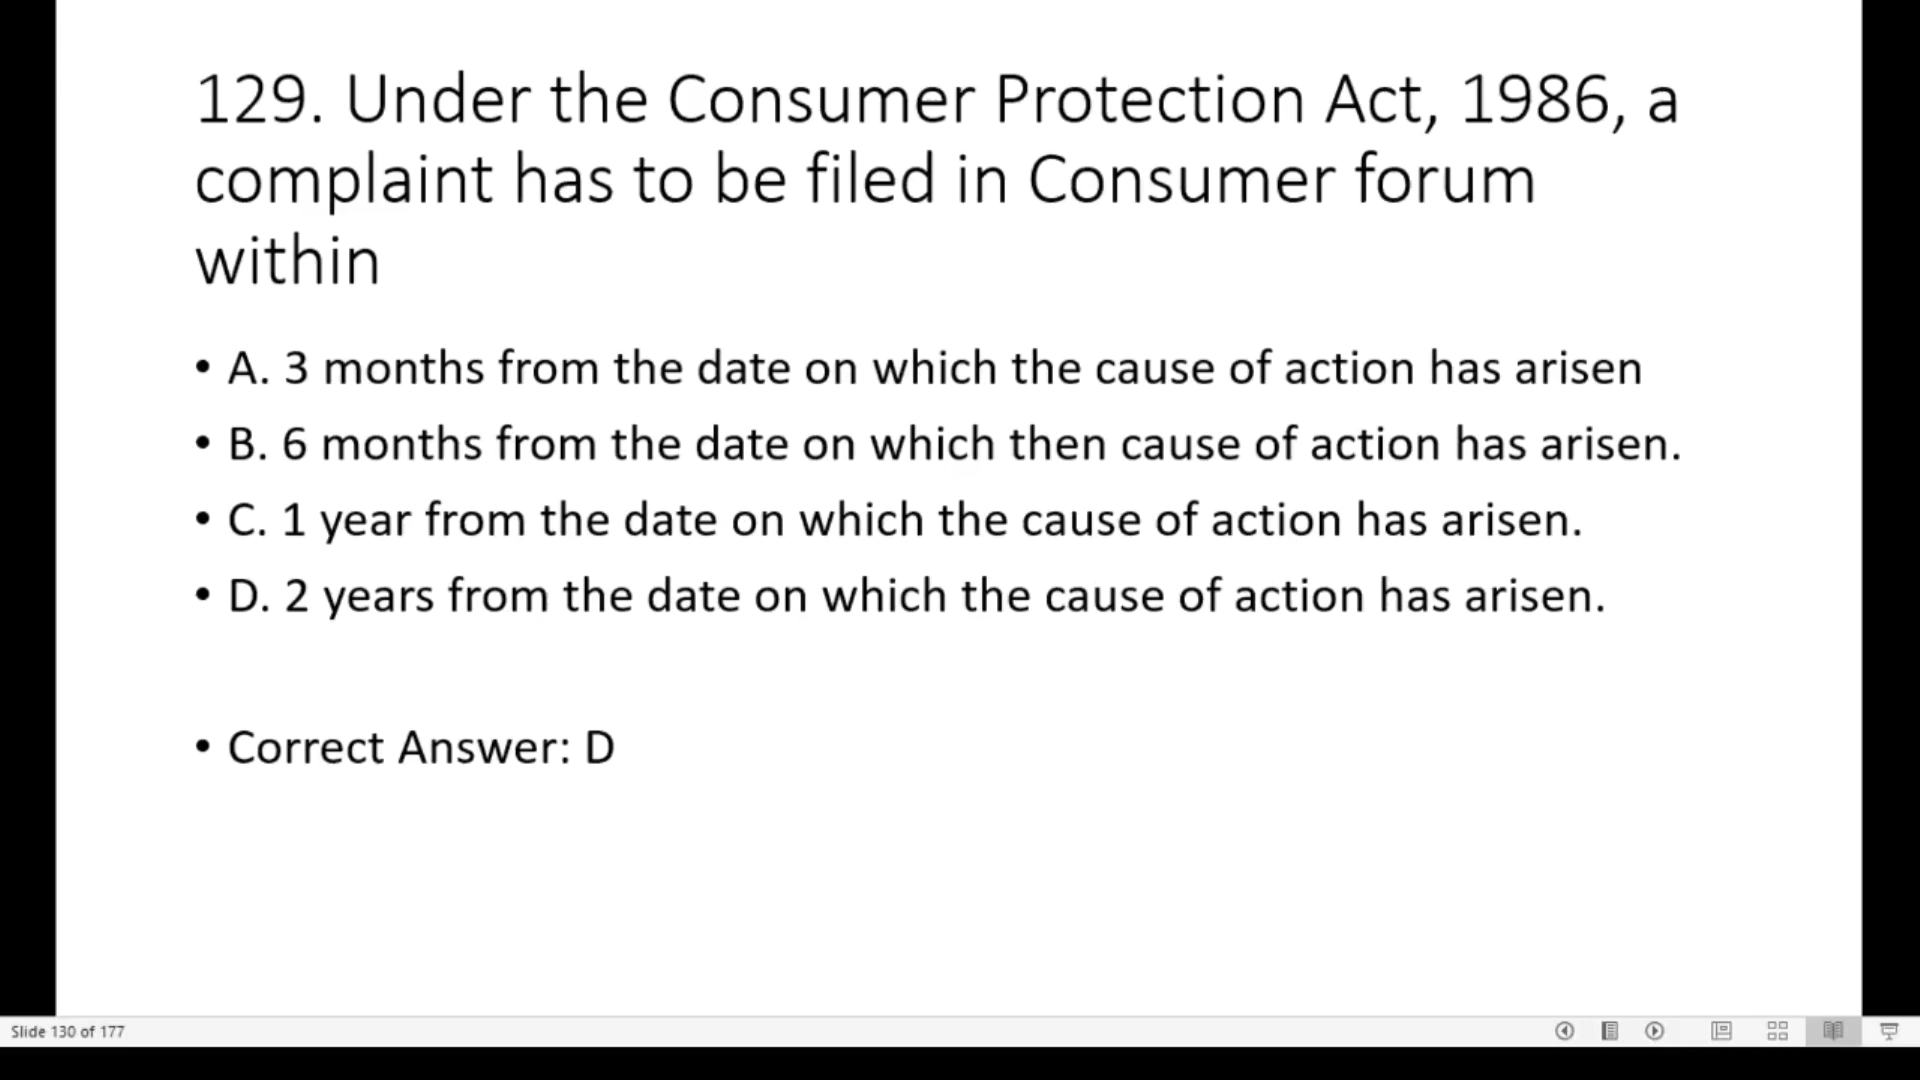 129. Under the Consumer Protection Act, 1986, a
complaint has to be filed in Consumer forum
within
• A. 3 months from the date on which the cause of action has arisen
• B. 6 months from the date on which then cause of action has arisen.
• C. 1 year from the date on which the cause of action has arisen.
• D. 2 years from the date on which the cause of action has arisen.
• Correct Answer: D
Slide 130 of 177